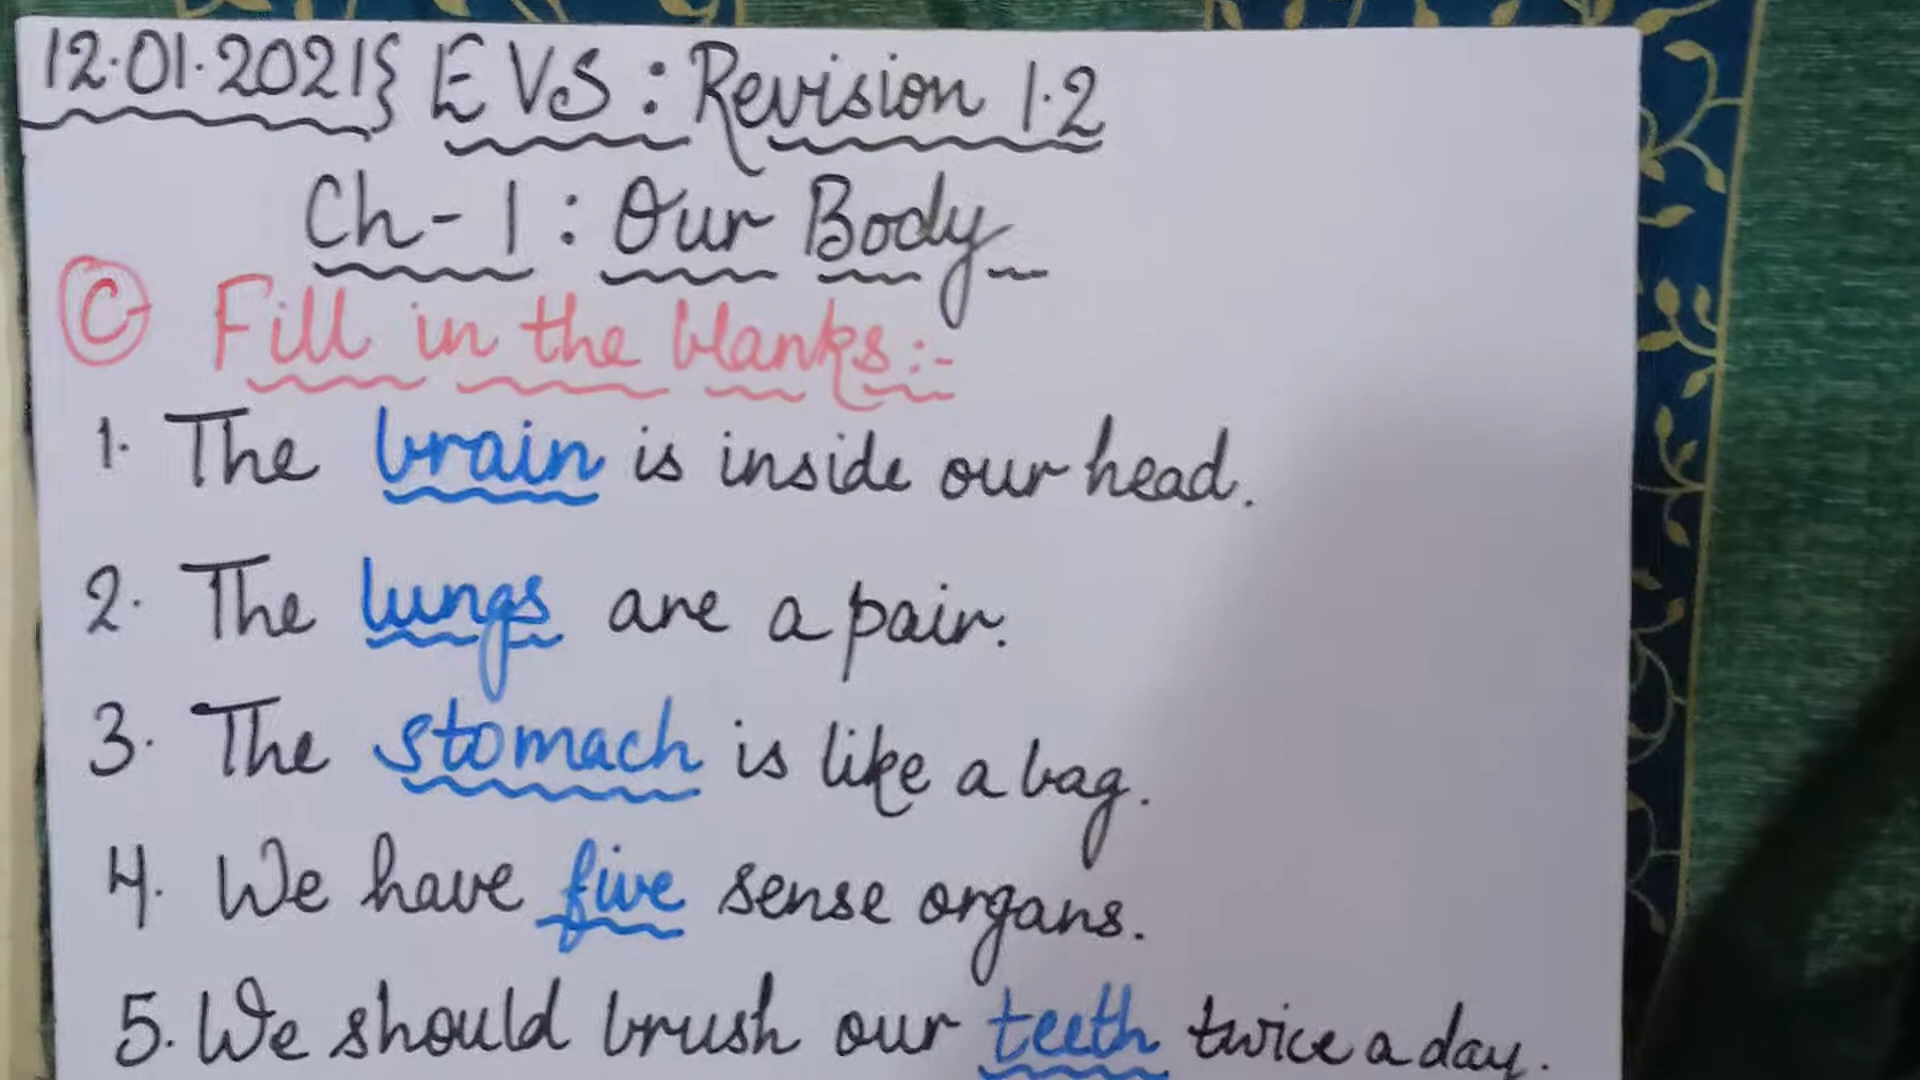 12.01.2021} EVS : Revision 1.2
Ch-1 : Our Body
C Fill in the blanks:-
1. The brain is inside our head.
2. The lungs are a pair.
3. The stomach is like a bag.
4. We have five sense organs.
5. We should brush our teeth twice a day.